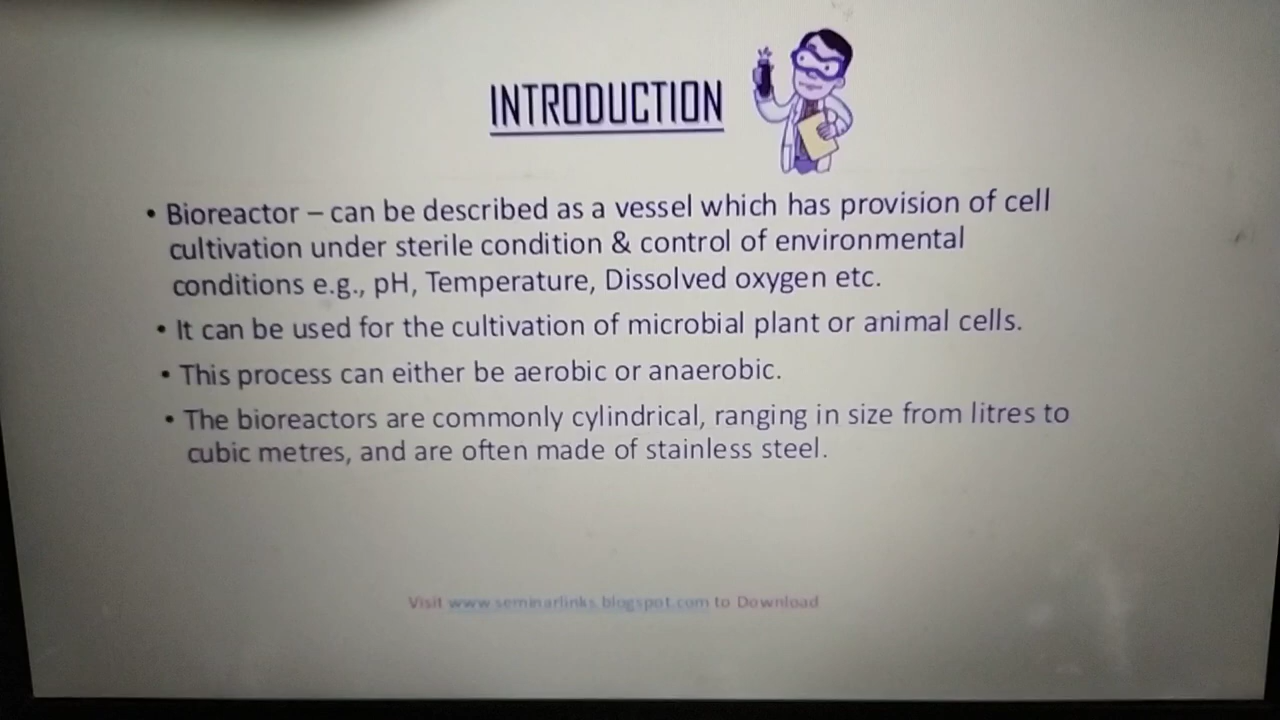 INTRODUCTION
• Bioreactor – can be described as a vessel which has provision of cell
cultivation under sterile condition & control of environmental
conditions e.g., pH, Temperature, Dissolved oxygen etc.
• It can be used for the cultivation of microbial plant or animal cells.
• This process can either be aerobic or anaerobic.
• The bioreactors are commonly cylindrical, ranging in size from litres to
cubic metres, and are often made of stainless steel.
Visit www.seminarlinks.blogspot.com to Download